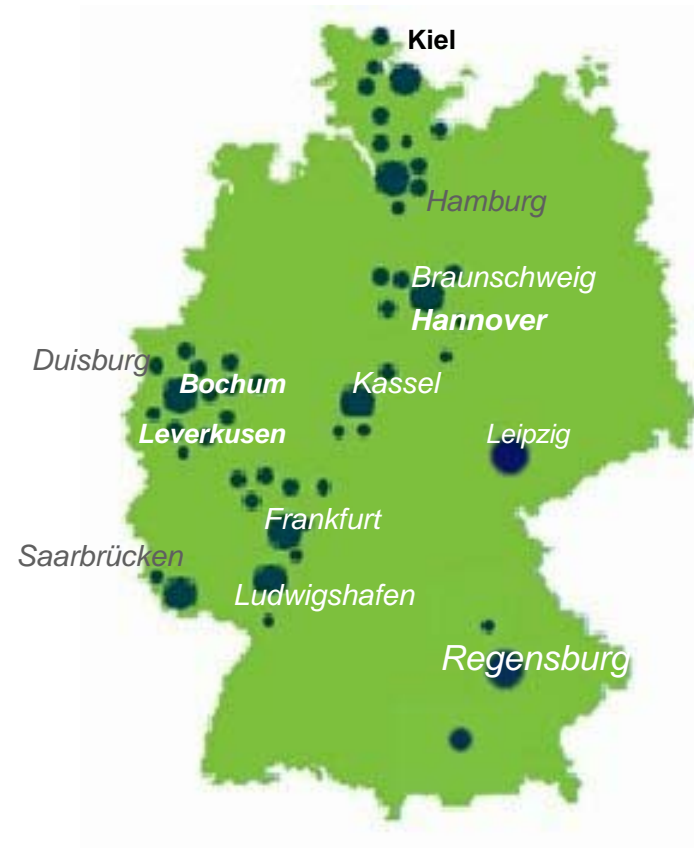 Kiel
Hamburg
Braunschweig
Hannover
Duisburg
Bochum
Kassel
Leverkusen
Leipzig
Frankfurt
Saarbrücken
Ludwigshafen
Regensburg